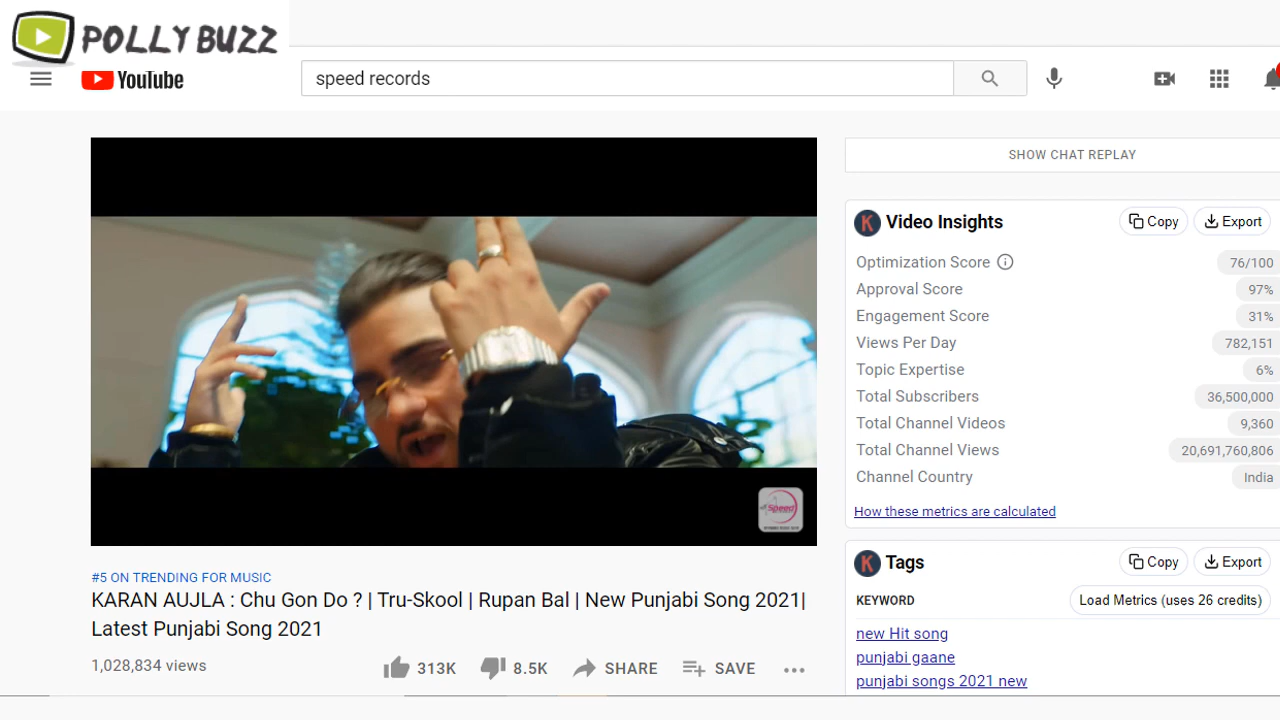 POLLY BUZZ
YouTube
speed records
SHOW CHAT REPLAY
Speed
#5 ON TRENDING FOR MUSIC
KARAN AUJLA : Chu Gon Do ? | Tru-Skool | Rupan Bal | New Punjabi Song 2021|
Latest Punjabi Song 2021
1,028,834 views
313K 8.5K SHARE SAVE
K Video Insights Copy Export
Optimization Score 76/100
Approval Score 97%
Engagement Score 31%
Views Per Day 782,151
Topic Expertise 6%
Total Subscribers 36,500,000
Total Channel Videos 9,360
Total Channel Views 20,691,760,806
Channel Country India
How these metrics are calculated
K Tags Copy Export
KEYWORD Load Metrics (uses 26 credits)
new Hit song
punjabi gaane
punjabi songs 2021 new